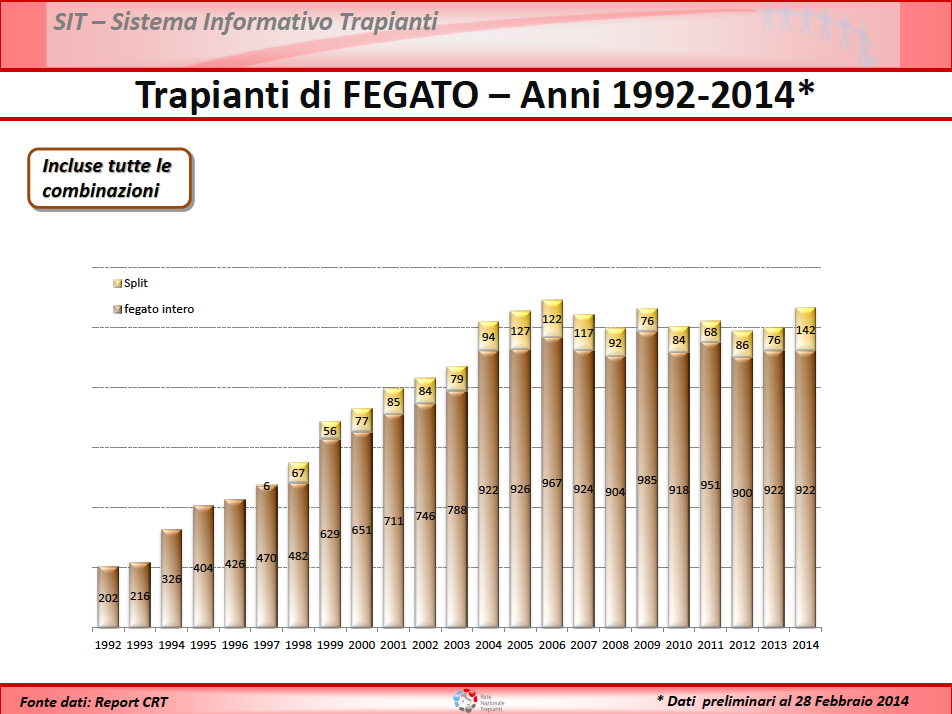 SIT – Sistema Informativo Trapianti
Trapianti di FEGATO – Anni 1992-2014*
Incluse tutte le
combinazioni
Split
fegato intero
94 127 122 117 92 76 84 68 86 76 142
56 77 85 84 79
6 67
202 216 326 404 426 470 482 629 651 711 746 788 922 926 967 924 904 985 918 951 900 922 922
1992 1993 1994 1995 1996 1997 1998 1999 2000 2001 2002 2003 2004 2005 2006 2007 2008 2009 2010 2011 2012 2013 2014
Fonte dati: Report CRT
Rete
Nazionale
Trapianti
* Dati preliminari al 28 Febbraio 2014